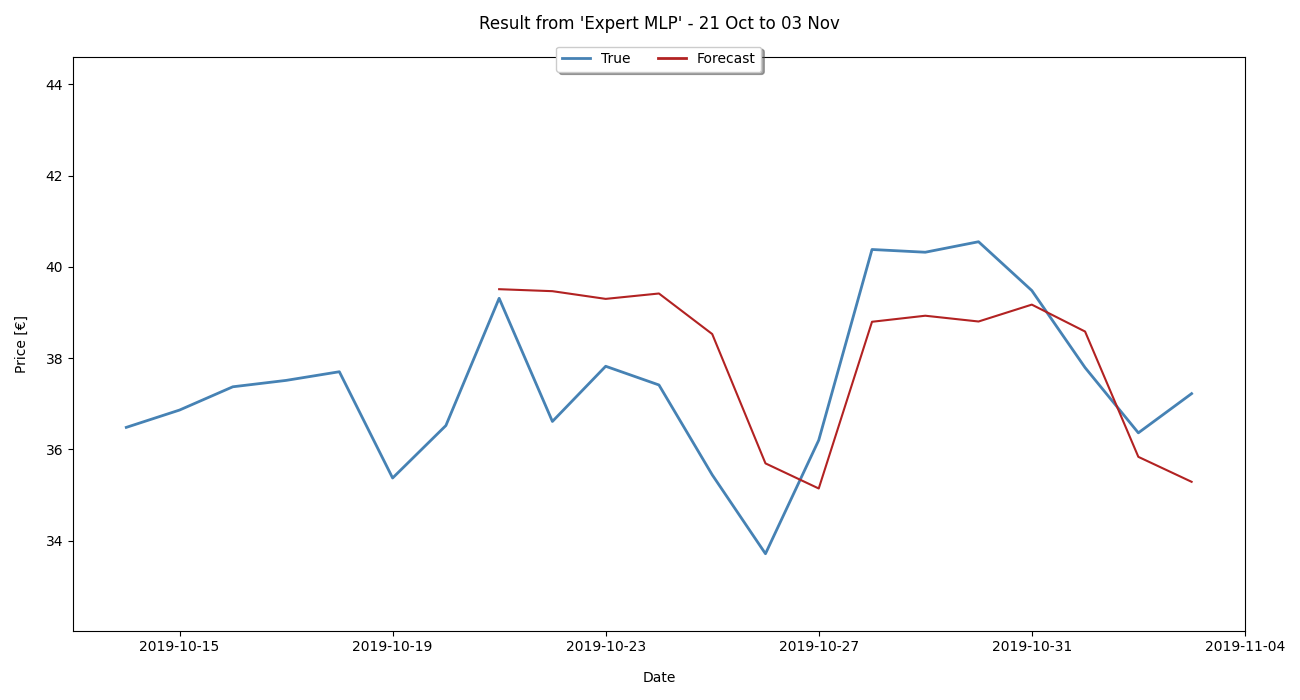 Result from 'Expert MLP' - 21 Oct to 03 Nov
True Forecast
44
42
40
38
36
34
Price [€]
2019-10-15 2019-10-19 2019-10-23 2019-10-27 2019-10-31 2019-11-04
Date